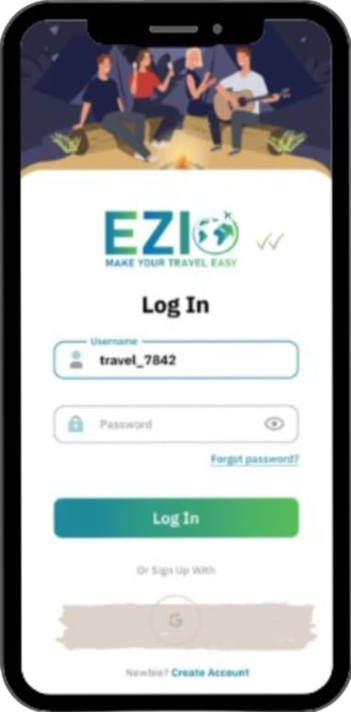 EZIO
MAKE YOUR TRAVEL EASY
Log In
Username
travel_7842
Password
Forgot password?
Log In
Or Sign Up With
G
Newbie? Create Account